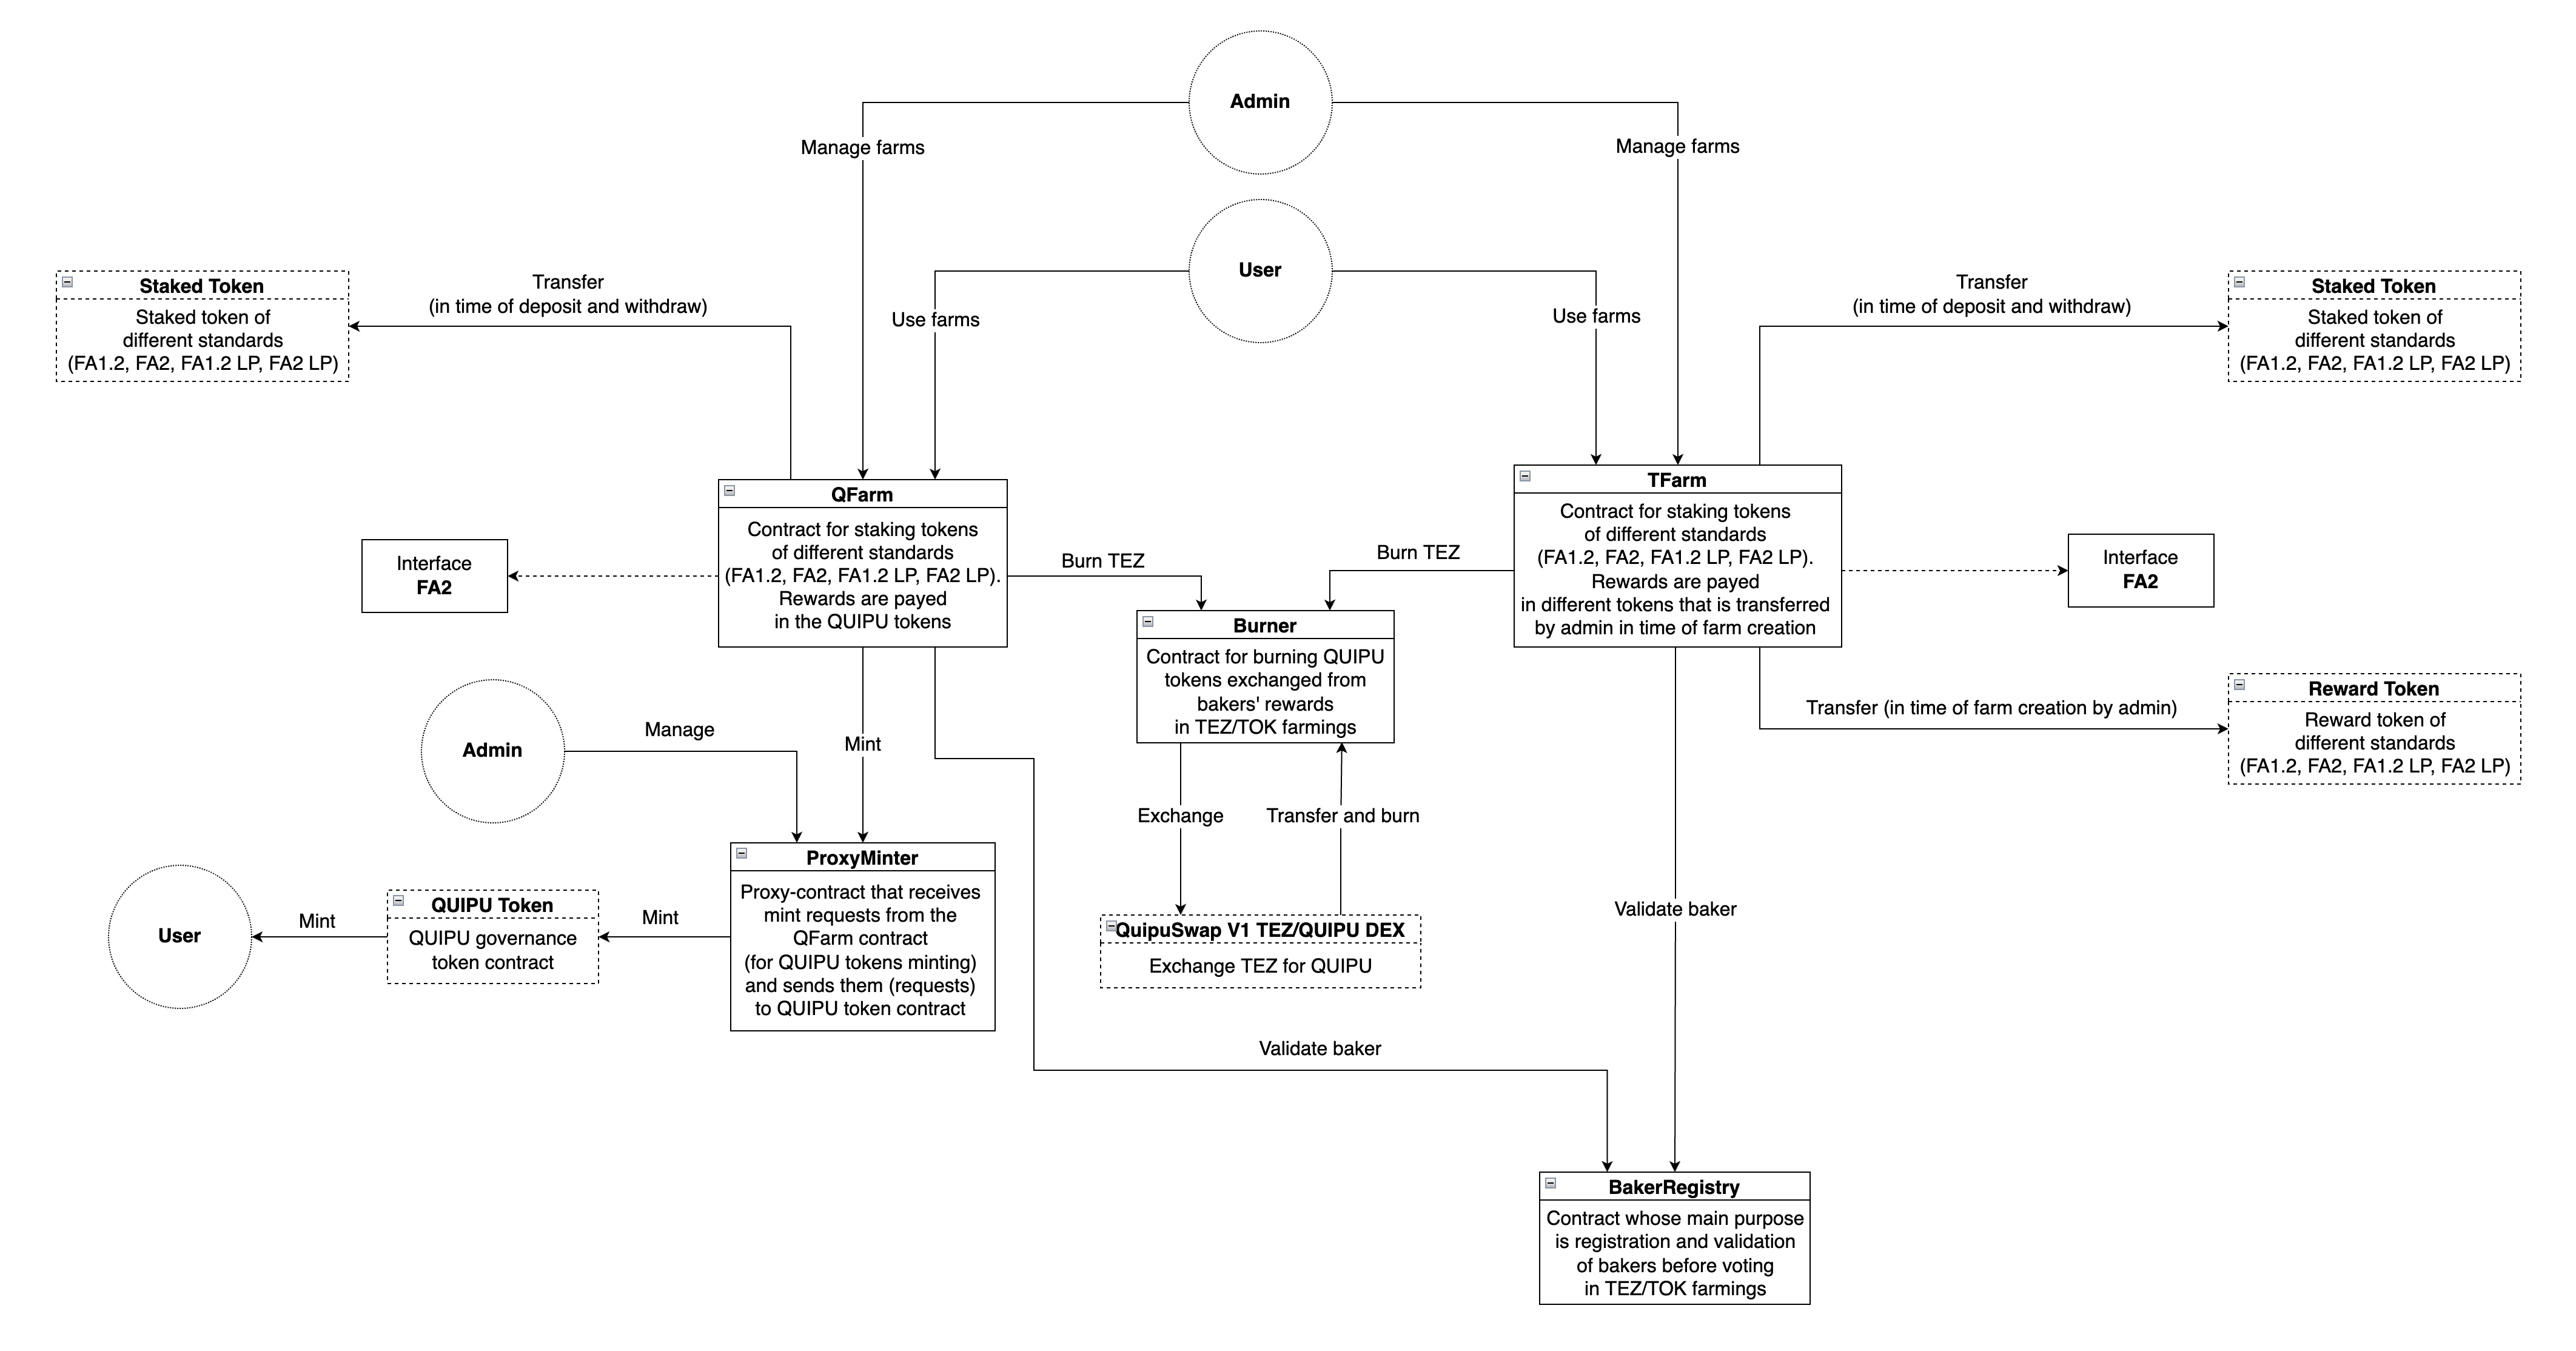 Admin
Manage farms
Manage farms
User
Use farms
Use farms
Staked Token
Staked token of
different standards
(FA1.2, FA2, FA1.2 LP, FA2 LP)
Transfer
(in time of deposit and withdraw)
Transfer
(in time of deposit and withdraw)
Staked Token
Staked token of
different standards
(FA1.2, FA2, FA1.2 LP, FA2 LP)
Interface
FA2
QFarm
Contract for staking tokens
of different standards
(FA1.2, FA2, FA1.2 LP, FA2 LP).
Rewards are payed
in the QUIPU tokens
Burn TEZ
Burn TEZ
TFarm
Contract for staking tokens
of different standards
(FA1.2, FA2, FA1.2 LP, FA2 LP).
Rewards are payed
in different tokens that is transferred
by admin in time of farm creation
Interface
FA2
Burner
Contract for burning QUIPU
tokens exchanged from
bakers' rewards
in TEZ/TOK farmings
Transfer (in time of farm creation by admin)
Reward Token
Reward token of
different standards
(FA1.2, FA2, FA1.2 LP, FA2 LP)
Admin
Manage
Mint
Exchange
Transfer and burn
User
Mint
QUIPU Token
QUIPU governance
token contract
Mint
ProxyMinter
Proxy-contract that receives
mint requests from the
QFarm contract
(for QUIPU tokens minting)
and sends them (requests)
to QUIPU token contract
QuipuSwap V1 TEZ/QUIPU DEX
Exchange TEZ for QUIPU
Validate baker
Validate baker
BakerRegistry
Contract whose main purpose
is registration and validation
of bakers before voting
in TEZ/TOK farmings